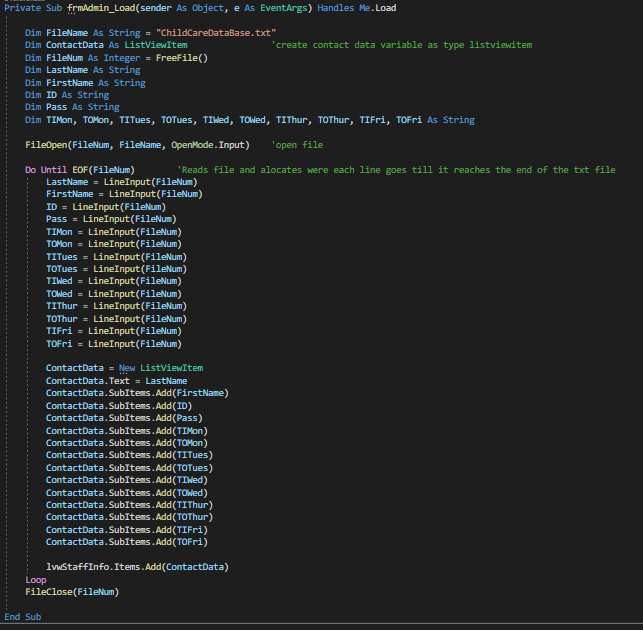 Private Sub frmAdmin_Load(sender As Object, e As EventArgs) Handles Me.Load
Dim FileName As String = "ChildCareDataBase.txt"
Dim ContactData As ListViewItem 'create contact data variable as type listviewitem
Dim FileNum As Integer = FreeFile()
Dim LastName As String
Dim FirstName As String
Dim ID As String
Dim Pass As String
Dim TIMon, TOMon, TITues, TOTues, TIWed, TOWed, TIThur, TOThur, TIFri, TOFri As String
FileOpen(FileNum, FileName, OpenMode.Input) 'open file
Do Until EOF(FileNum) 'Reads file and alocates were each line goes till it reaches the end of the txt file
LastName = LineInput(FileNum)
FirstName = LineInput(FileNum)
ID = LineInput(FileNum)
Pass = LineInput(FileNum)
TIMon = LineInput(FileNum)
TOMon = LineInput(FileNum)
TITues = LineInput(FileNum)
TOTues = LineInput(FileNum)
TIWed = LineInput(FileNum)
TOWed = LineInput(FileNum)
TIThur = LineInput(FileNum)
TOThur = LineInput(FileNum)
TIFri = LineInput(FileNum)
TOFri = LineInput(FileNum)
ContactData = New ListViewItem
ContactData.Text = LastName
ContactData.SubItems.Add(FirstName)
ContactData.SubItems.Add(ID)
ContactData.SubItems.Add(Pass)
ContactData.SubItems.Add(TIMon)
ContactData.SubItems.Add(TOMon)
ContactData.SubItems.Add(TITues)
ContactData.SubItems.Add(TOTues)
ContactData.SubItems.Add(TIWed)
ContactData.SubItems.Add(TOWed)
ContactData.SubItems.Add(TIThur)
ContactData.SubItems.Add(TOThur)
ContactData.SubItems.Add(TIFri)
ContactData.SubItems.Add(TOFri)
lvwStaffInfo.Items.Add(ContactData)
Loop
FileClose(FileNum)
End Sub